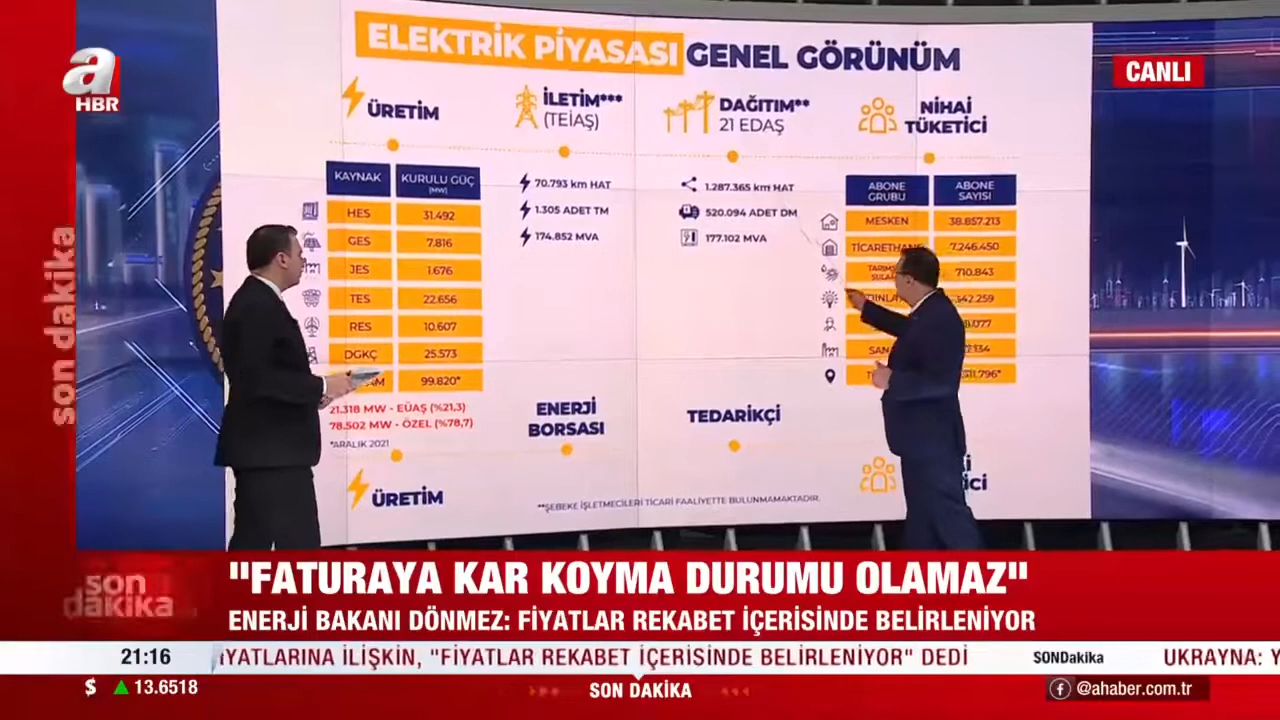 a
HBR
ELEKTRİK PİYASASI GENEL GÖRÜNÜM
CANLI
ÜRETİM
İLETİM***
(TEİAŞ)
DAĞITIM**
21 EDAŞ
NİHAİ
TÜKETİCİ
KAYNAK
KURULU GÜÇ
(MW)
HES 31.492
GES 7.816
JES 1.676
TES 22.656
RES 10.607
DGKÇ 25.573
99.820*
21.318 MW - EÜAŞ (%21,3)
78.502 MW - ÖZEL (%78,7)
*ARALIK 2021
70.793 km HAT
1.305 ADET TM
174.852 MVA
1.287.365 km HAT
520.094 ADET DM
177.102 MVA
ABONE
GRUBU
ABONE
SAYISI
MESKEN 38.857.213
7.246.450
710.843
ENERJİ
BORSASI
TEDARİKÇİ
ÜRETİM
**ŞEBEKE İŞLETMECİLERİ TİCARİ FAALİYETTE BULUNMAMAKTADIR.
son dakika
son
dakika
"FATURAYA KAR KOYMA DURUMU OLAMAZ"
ENERJİ BAKANI DÖNMEZ: FİYATLAR REKABET İÇERİSİNDE BELİRLENİYOR
21:16
İYATLARINA İLİŞKİN, "FİYATLAR REKABET İÇERİSİNDE BELİRLENİYOR" DEDİ
SONDakika
UKRAYNA:
$ 13.6518
SON DAKİKA
@ahaber.com.tr